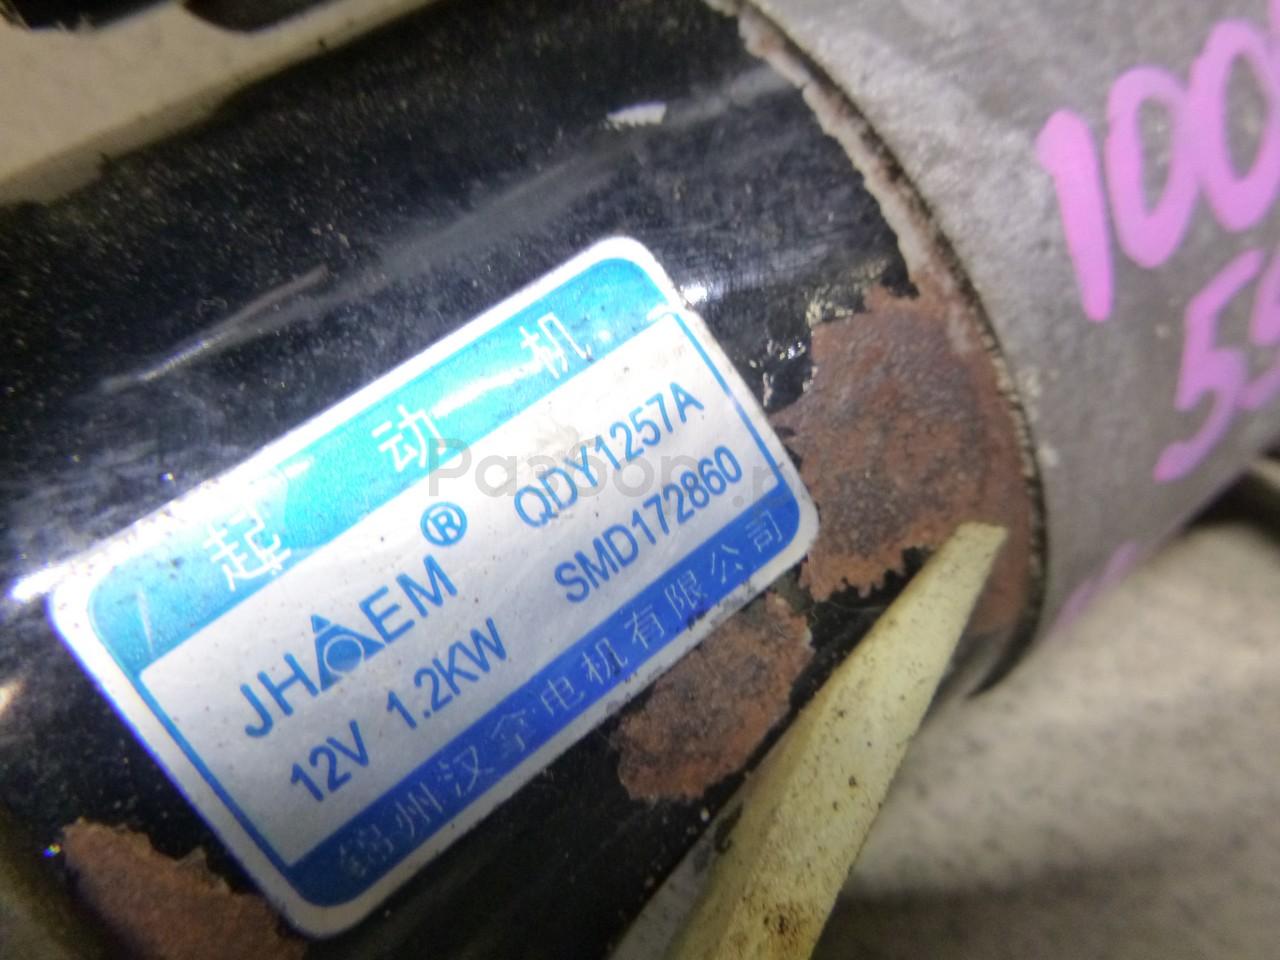 起动机
JHAEM® QDY1257A
12V 1.2KW SMD172860
锦州汉拿电机有限公司
100
Разбор